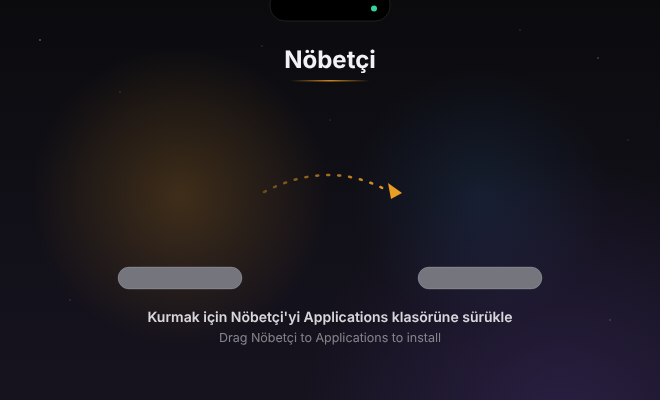 Nöbetçi
Kurmak için Nöbetçi'yi Applications klasörüne sürükle
Drag Nöbetçi to Applications to install